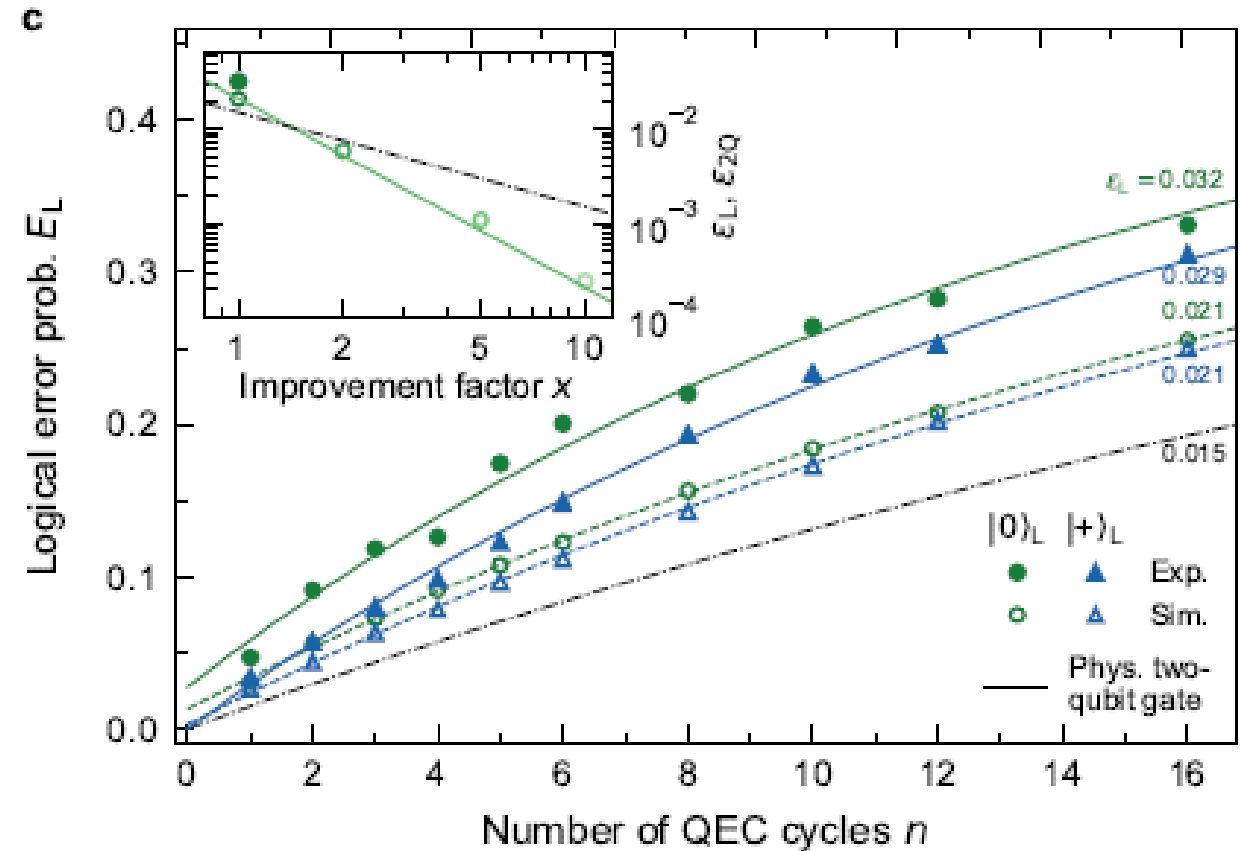 c
Logical error prob. E_L
0.4
0.3
0.2
0.1
0.0
10⁻²
10⁻³
10⁻⁴
ε_L, ε_2Q
1 2 5 10
Improvement factor x
ε_L = 0.032
0.029
0.021
0.021
0.015
|0⟩_L |+⟩_L
Exp.
Sim.
Phys. two-
qubit gate
0 2 4 6 8 10 12 14 16
Number of QEC cycles n